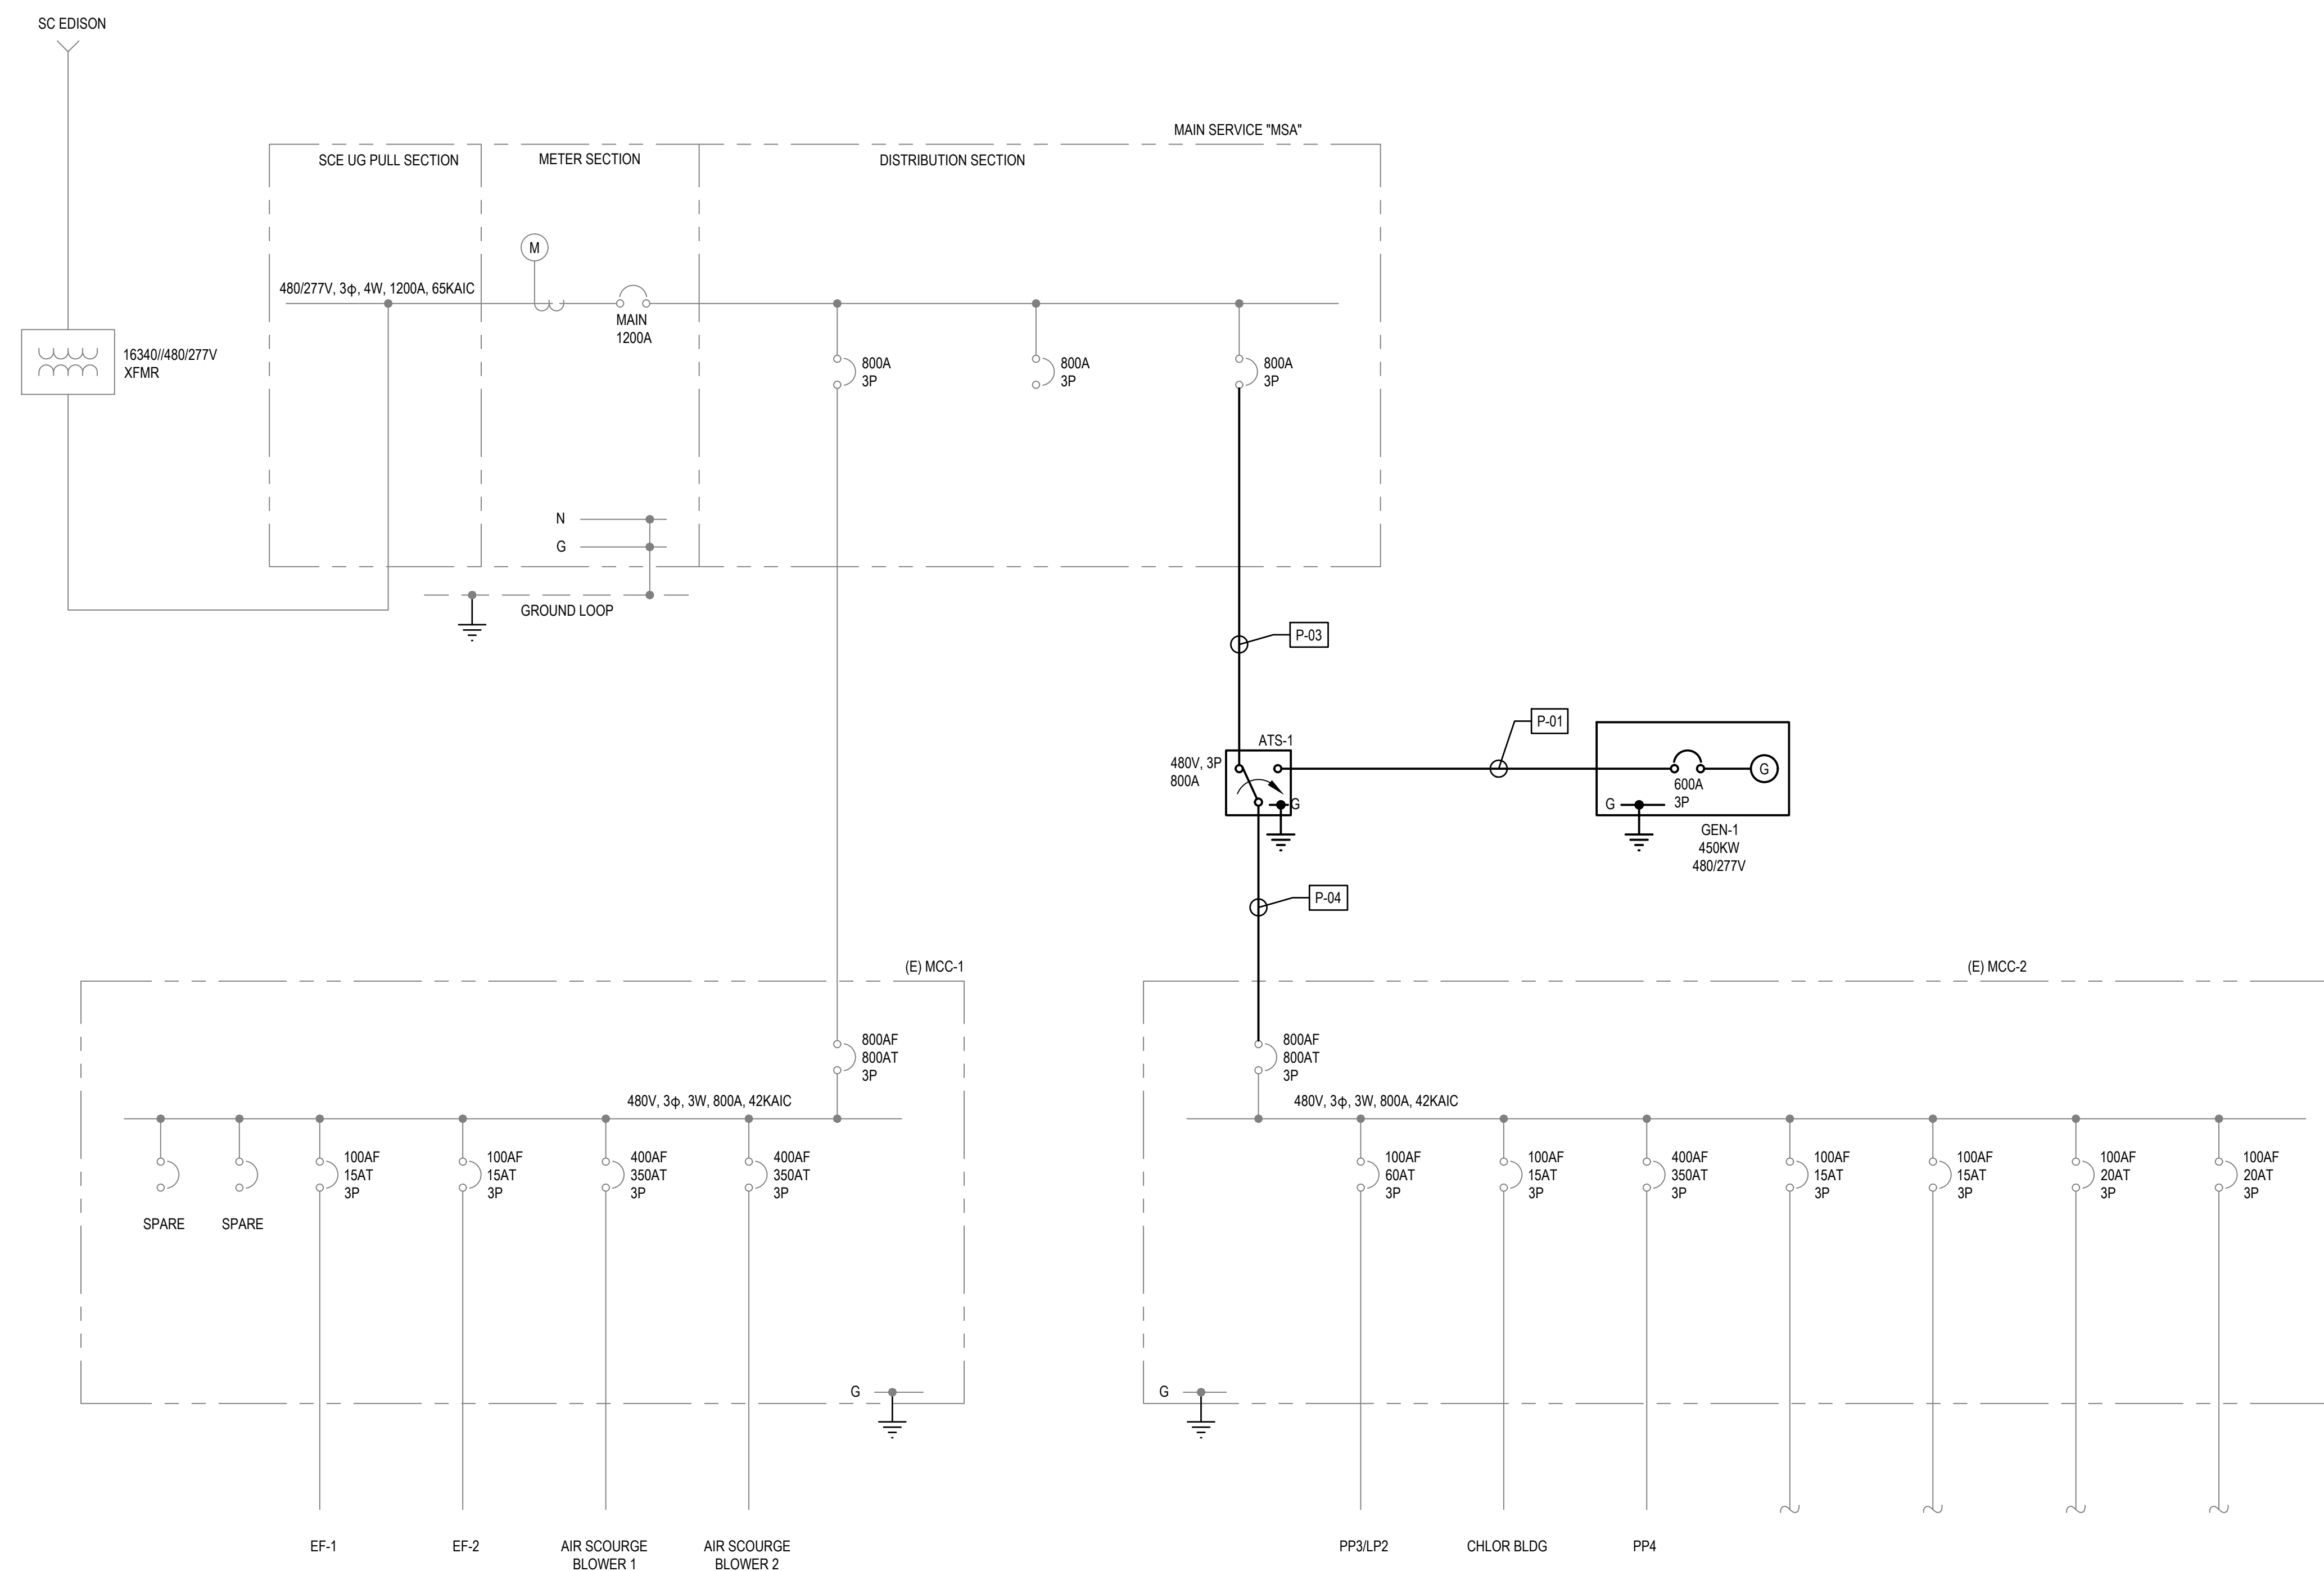 SC EDISON
MAIN SERVICE "MSA"
SCE UG PULL SECTION
METER SECTION
DISTRIBUTION SECTION
M
480/277V, 3ϕ, 4W, 1200A, 65KAIC
MAIN
1200A
16340//480/277V
XFMR
800A
3P
800A
3P
800A
3P
N
G
GROUND LOOP
P-03
P-01
ATS-1
480V, 3P
800A
G
G
600A
3P
G
GEN-1
450KW
480/277V
P-04
(E) MCC-1
800AF
800AT
3P
480V, 3ϕ, 3W, 800A, 42KAIC
SPARE
SPARE
100AF
15AT
3P
100AF
15AT
3P
400AF
350AT
3P
400AF
350AT
3P
G
EF-1
EF-2
AIR SCOURGE
BLOWER 1
AIR SCOURGE
BLOWER 2
(E) MCC-2
800AF
800AT
3P
480V, 3ϕ, 3W, 800A, 42KAIC
100AF
60AT
3P
100AF
15AT
3P
400AF
350AT
3P
100AF
15AT
3P
100AF
15AT
3P
100AF
20AT
3P
100AF
20AT
3P
G
PP3/LP2
CHLOR BLDG
PP4